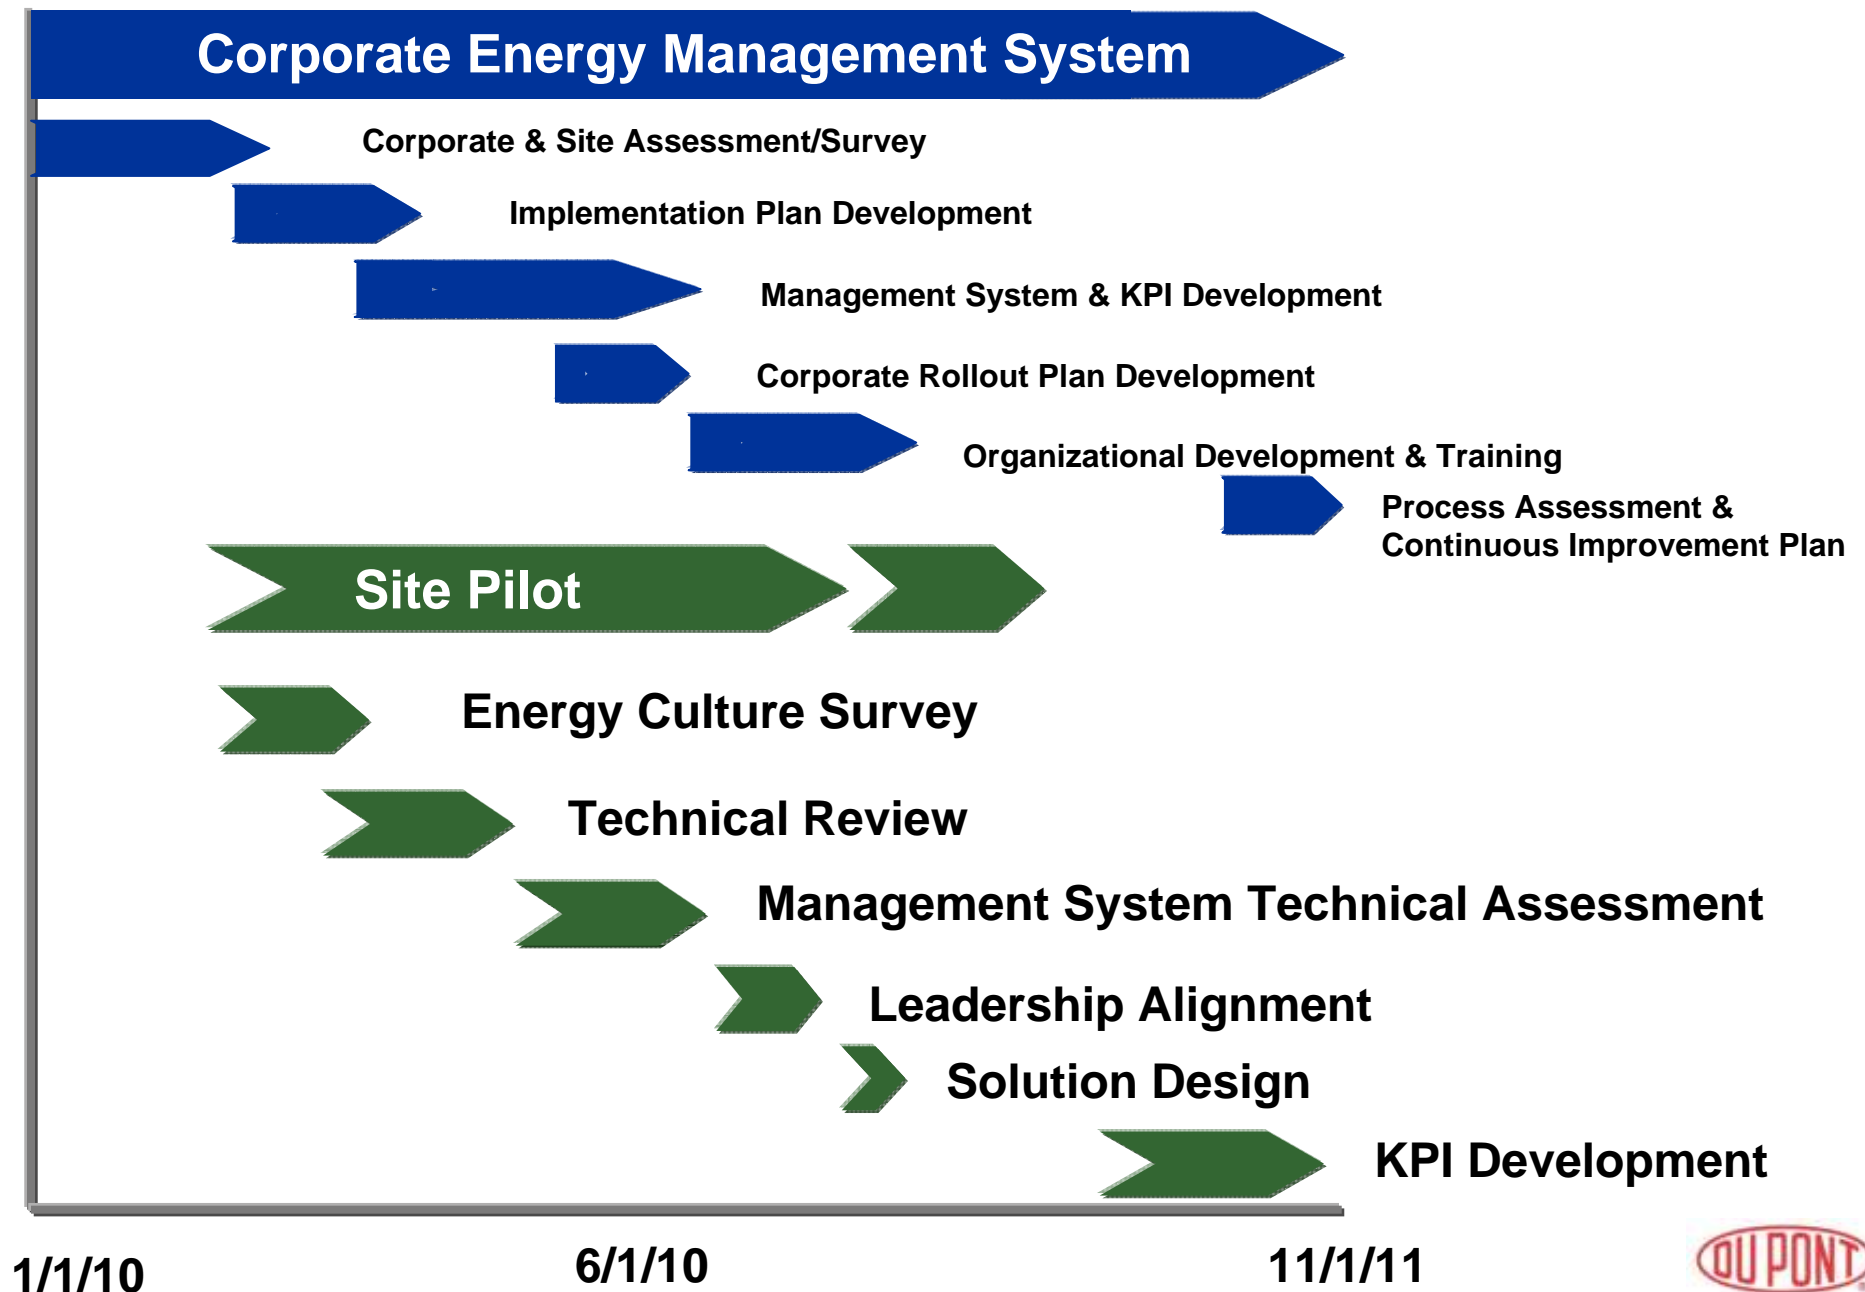 Corporate Energy Management System
Corporate & Site Assessment/Survey
Implementation Plan Development
Management System & KPI Development
Corporate Rollout Plan Development
Organizational Development & Training
Process Assessment &
Continuous Improvement Plan
Site Pilot
Energy Culture Survey
Technical Review
Management System Technical Assessment
Leadership Alignment
Solution Design
KPI Development
1/1/10
6/1/10
11/1/11
DU PONT